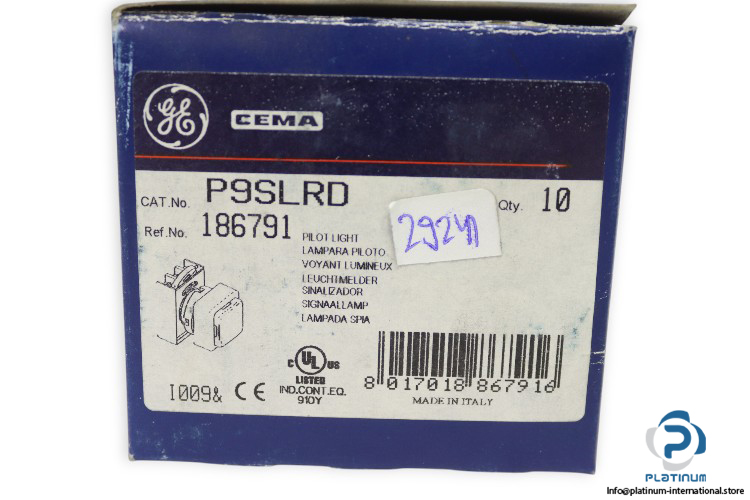 GE
CEMA
CAT.No. P9SLRD
Qty. 10
Ref.No. 186791
PILOT LIGHT
LAMPARA PILOTO
VOYANT LUMINEUX
LEUCHTMELDER
SINALIZADOR
SIGNAALLAMP
LAMPADA SPIA
C UL US
LISTED
IND.CONT.EQ.
910Y
I009& CE
8 017018 867916
MADE IN ITALY
PLATINUM
Info@platinum-international.store